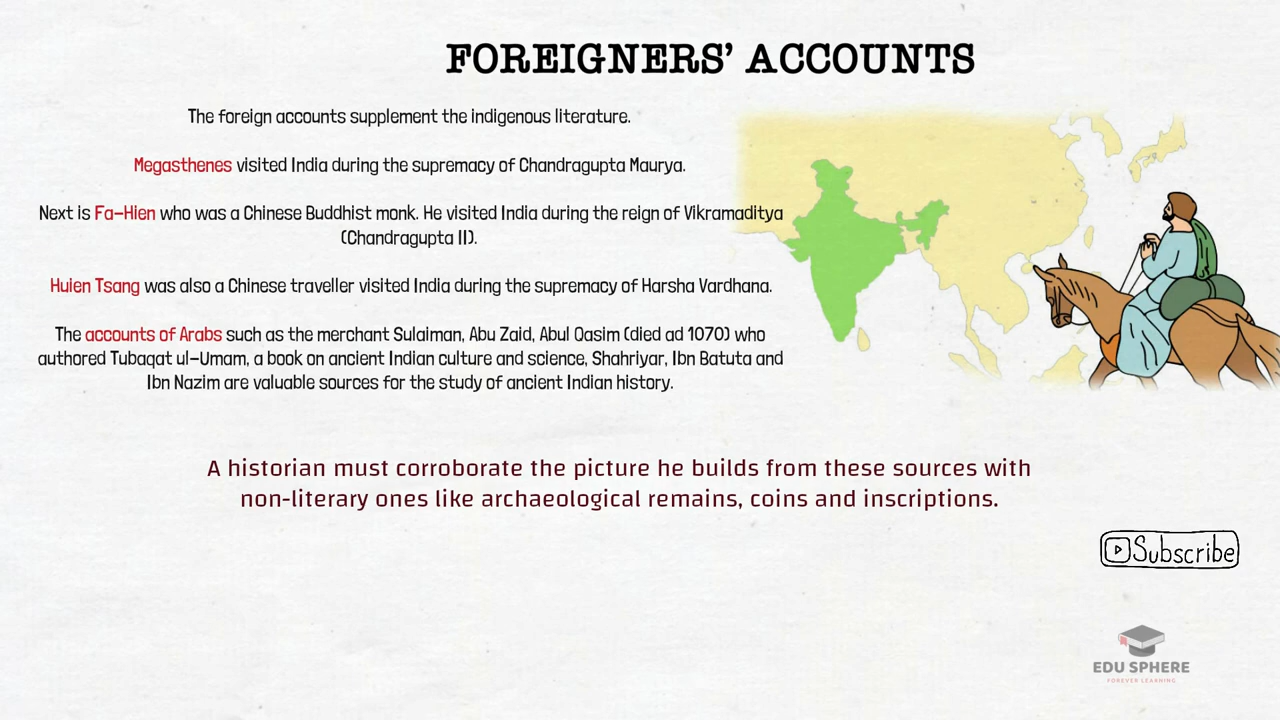 FOREIGNERS’ ACCOUNTS
The foreign accounts supplement the indigenous literature.
Megasthenes visited India during the supremacy of Chandragupta Maurya.
Next is Fa-Hien who was a Chinese Buddhist monk. He visited India during the reign of Vikramaditya
(Chandragupta II).
Huien Tsang was also a Chinese traveller visited India during the supremacy of Harsha Vardhana.
The accounts of Arabs such as the merchant Sulaiman, Abu Zaid, Abul Qasim (died ad 1070) who
authored Tubaqat ul-Umam, a book on ancient Indian culture and science, Shahriyar, Ibn Batuta and
Ibn Nazim are valuable sources for the study of ancient Indian history.
A historian must corroborate the picture he builds from these sources with
non-literary ones like archaeological remains, coins and inscriptions.
Subscribe
EDU SPHERE
FOREVER LEARNING